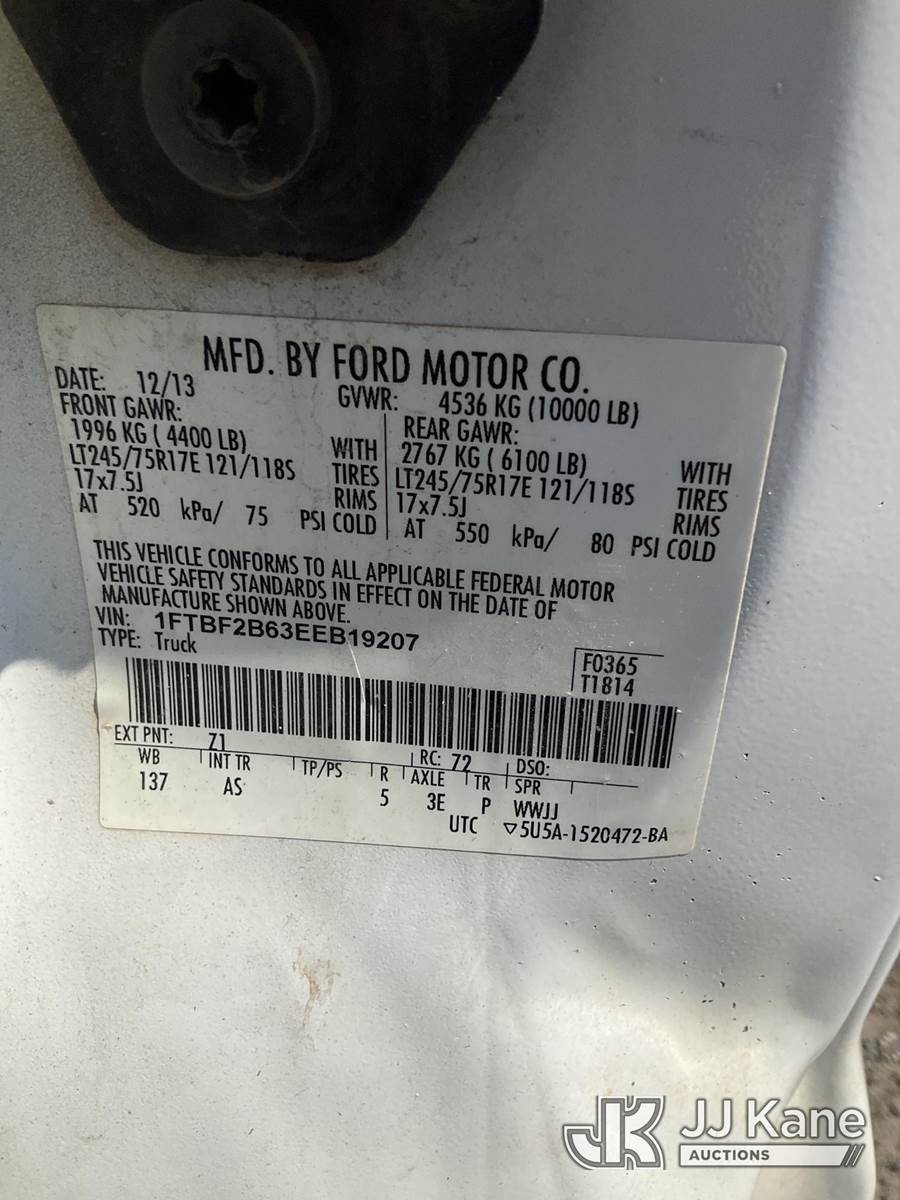 MFD. BY FORD MOTOR CO.
DATE: 12/13 GVWR: 4536 KG (10000 LB)
FRONT GAWR:
1996 KG ( 4400 LB) WITH
LT245/75R17E 121/118S TIRES
17x7.5J RIMS
AT 520 kPa/ 75 PSI COLD
REAR GAWR:
2767 KG ( 6100 LB) WITH
LT245/75R17E 121/118S TIRES
17x7.5J RIMS
AT 550 kPa/ 80 PSI COLD
THIS VEHICLE CONFORMS TO ALL APPLICABLE FEDERAL MOTOR
VEHICLE SAFETY STANDARDS IN EFFECT ON THE DATE OF
MANUFACTURE SHOWN ABOVE.
VIN: 1FTBF2B63EEB19207
TYPE: Truck
F0365
T1814
EXT PNT: Z1 RC: 72 DSO:
WB INT TR TP/PS R AXLE TR SPR
137 AS 5 3E P WWJJ
UTC ▽5U5A-1520472-BA
JK JJ Kane
AUCTIONS